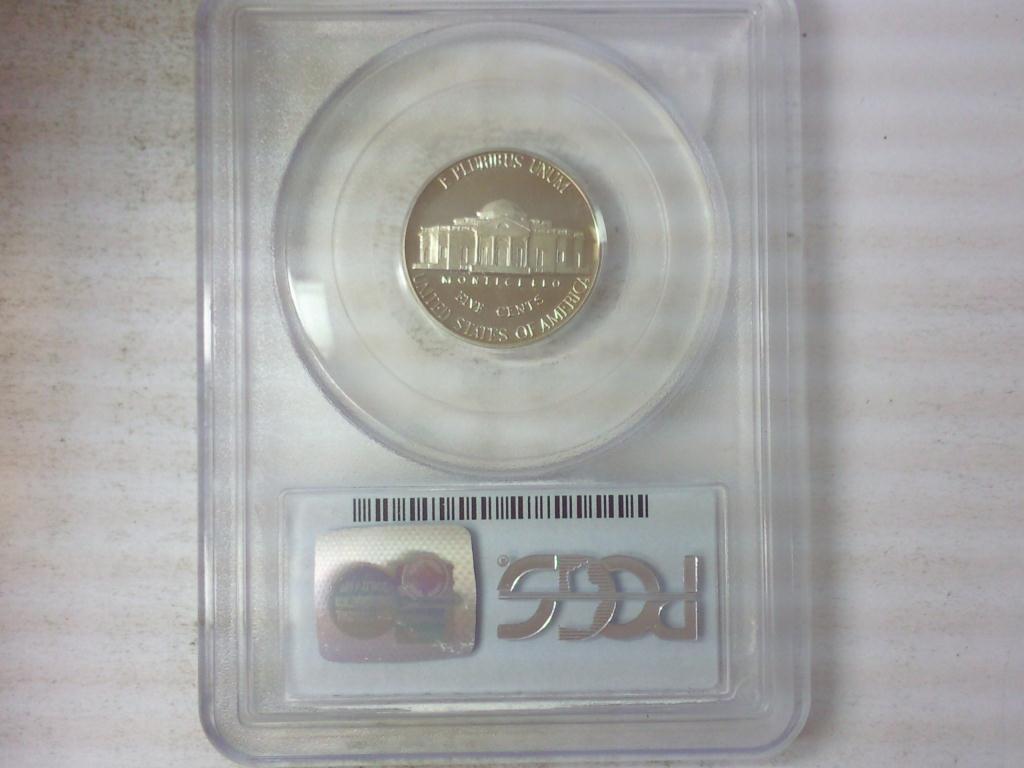 E PLURIBUS UNUM
MONTICELLO
FIVE CENTS
UNITED STATES OF AMERICA
PCGS
®